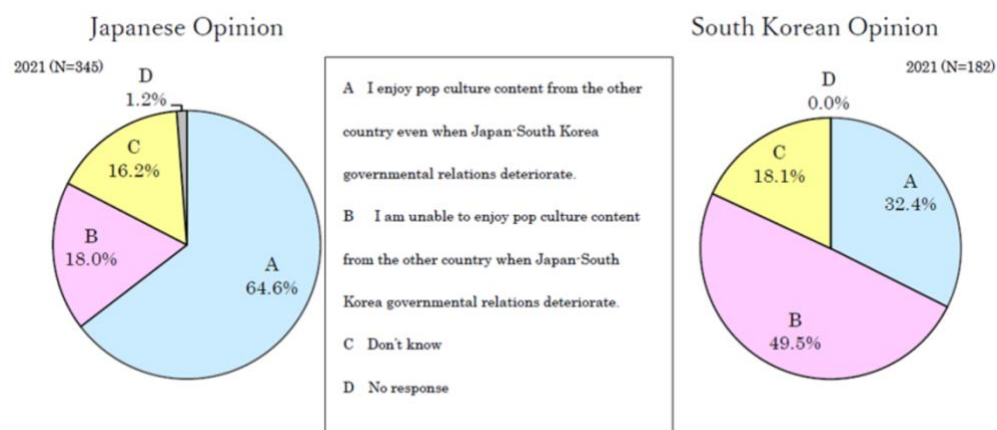 Japanese Opinion
2021 (N=345)
D
1.2%
C
16.2%
B
18.0%
A
64.6%
A I enjoy pop culture content from the other
country even when Japan-South Korea
governmental relations deteriorate.
B I am unable to enjoy pop culture content
from the other country when Japan-South
Korea governmental relations deteriorate.
C Don't know
D No response
South Korean Opinion
2021 (N=182)
D
0.0%
C
18.1%
A
32.4%
B
49.5%